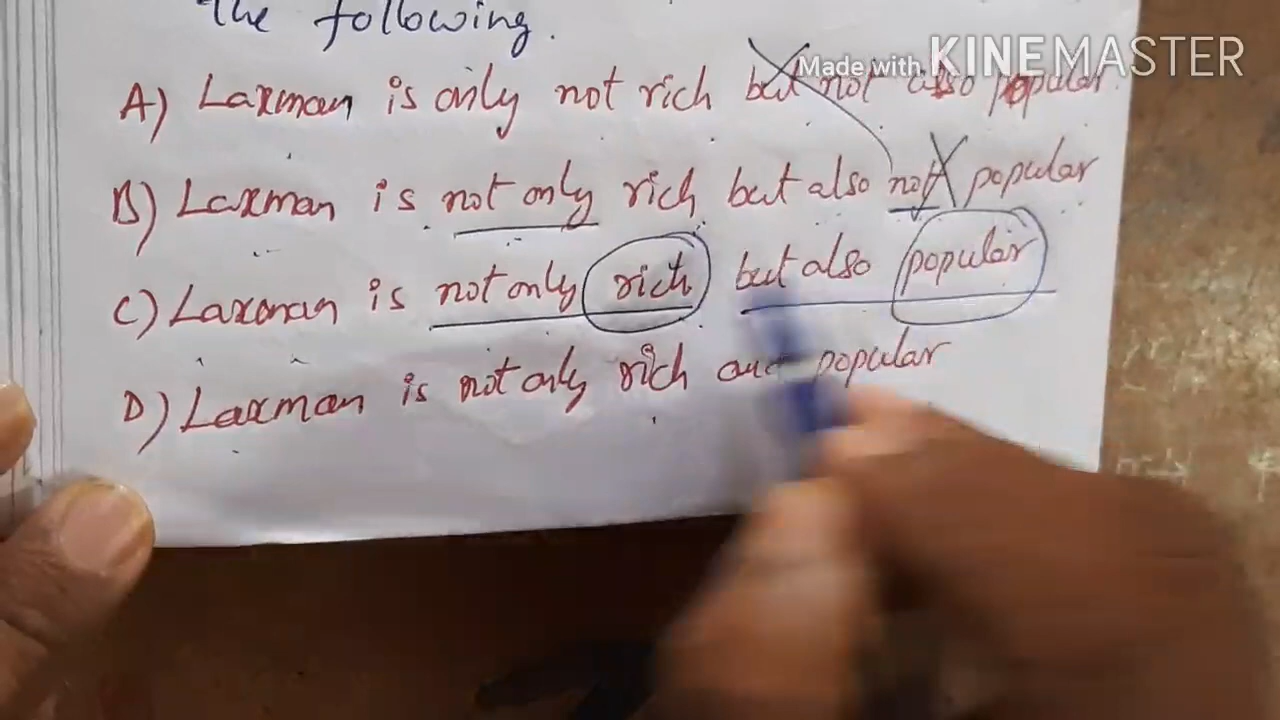 The following.
Made with KINEMASTER
A) Laxman is only not rich but not also popular.
B) Laxman is not only rich but also not popular
C) Laxman is not only rich but also popular
D) Laxman is not only rich and popular